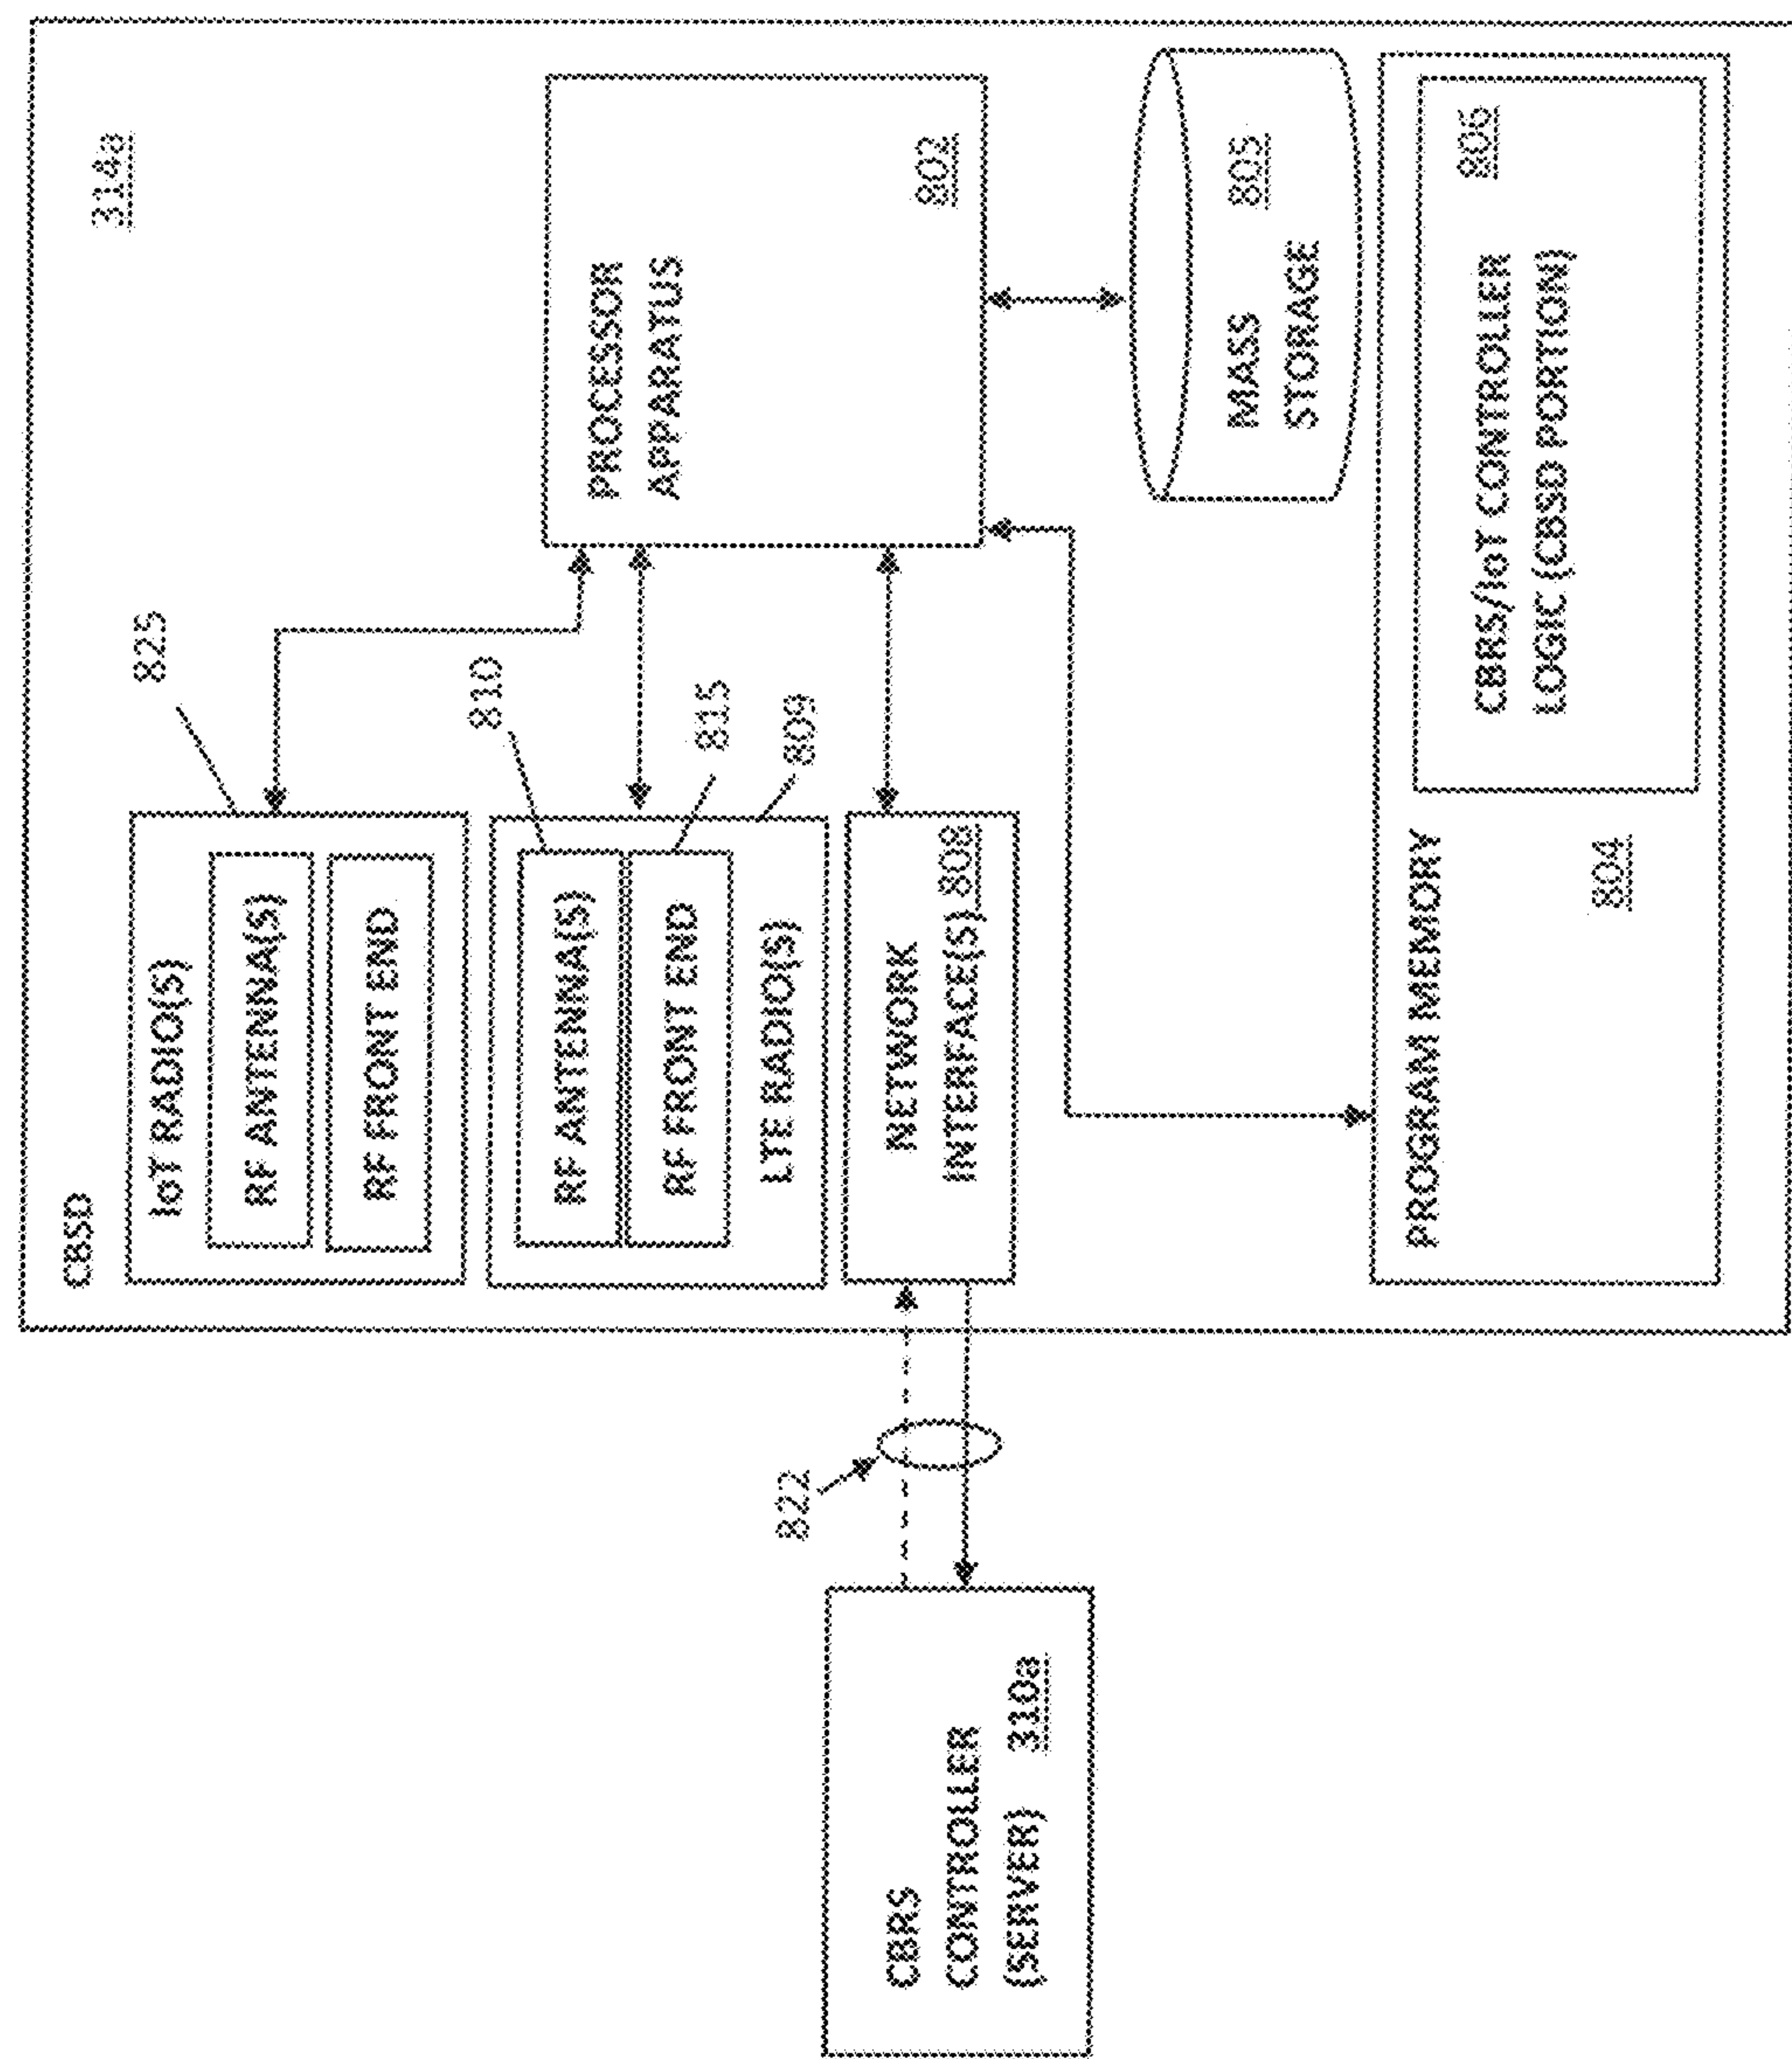 CBSD
314a
IoT RADIO(S)
RF ANTENNA(S)
RF FRONT END
825
RF ANTENNA(S)
RF FRONT END
LTE RADIO(S)
810
815
809
NETWORK
INTERFACE(S) 808
PROCESSOR
APPARATUS
802
MASS
STORAGE
805
PROGRAM MEMORY
804
CBRS/IoT CONTROLLER
LOGIC (CBSD PORTION)
806
822
CBRS
CONTROLLER
(SERVER) 310a